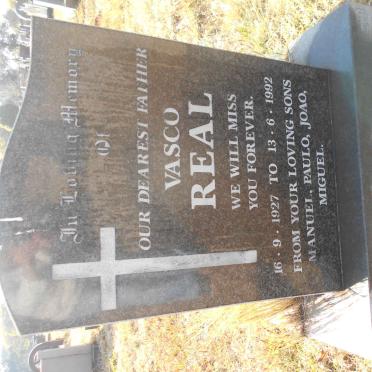 In Loving Memory
Of
OUR DEAREST FATHER
VASCO
REAL
WE WILL MISS
YOU FOREVER.
16 - 9 - 1927 TO 13 - 6 - 1992
FROM YOUR LOVING SONS
MANUEL, PAULO, JOAO,
MIGUEL.